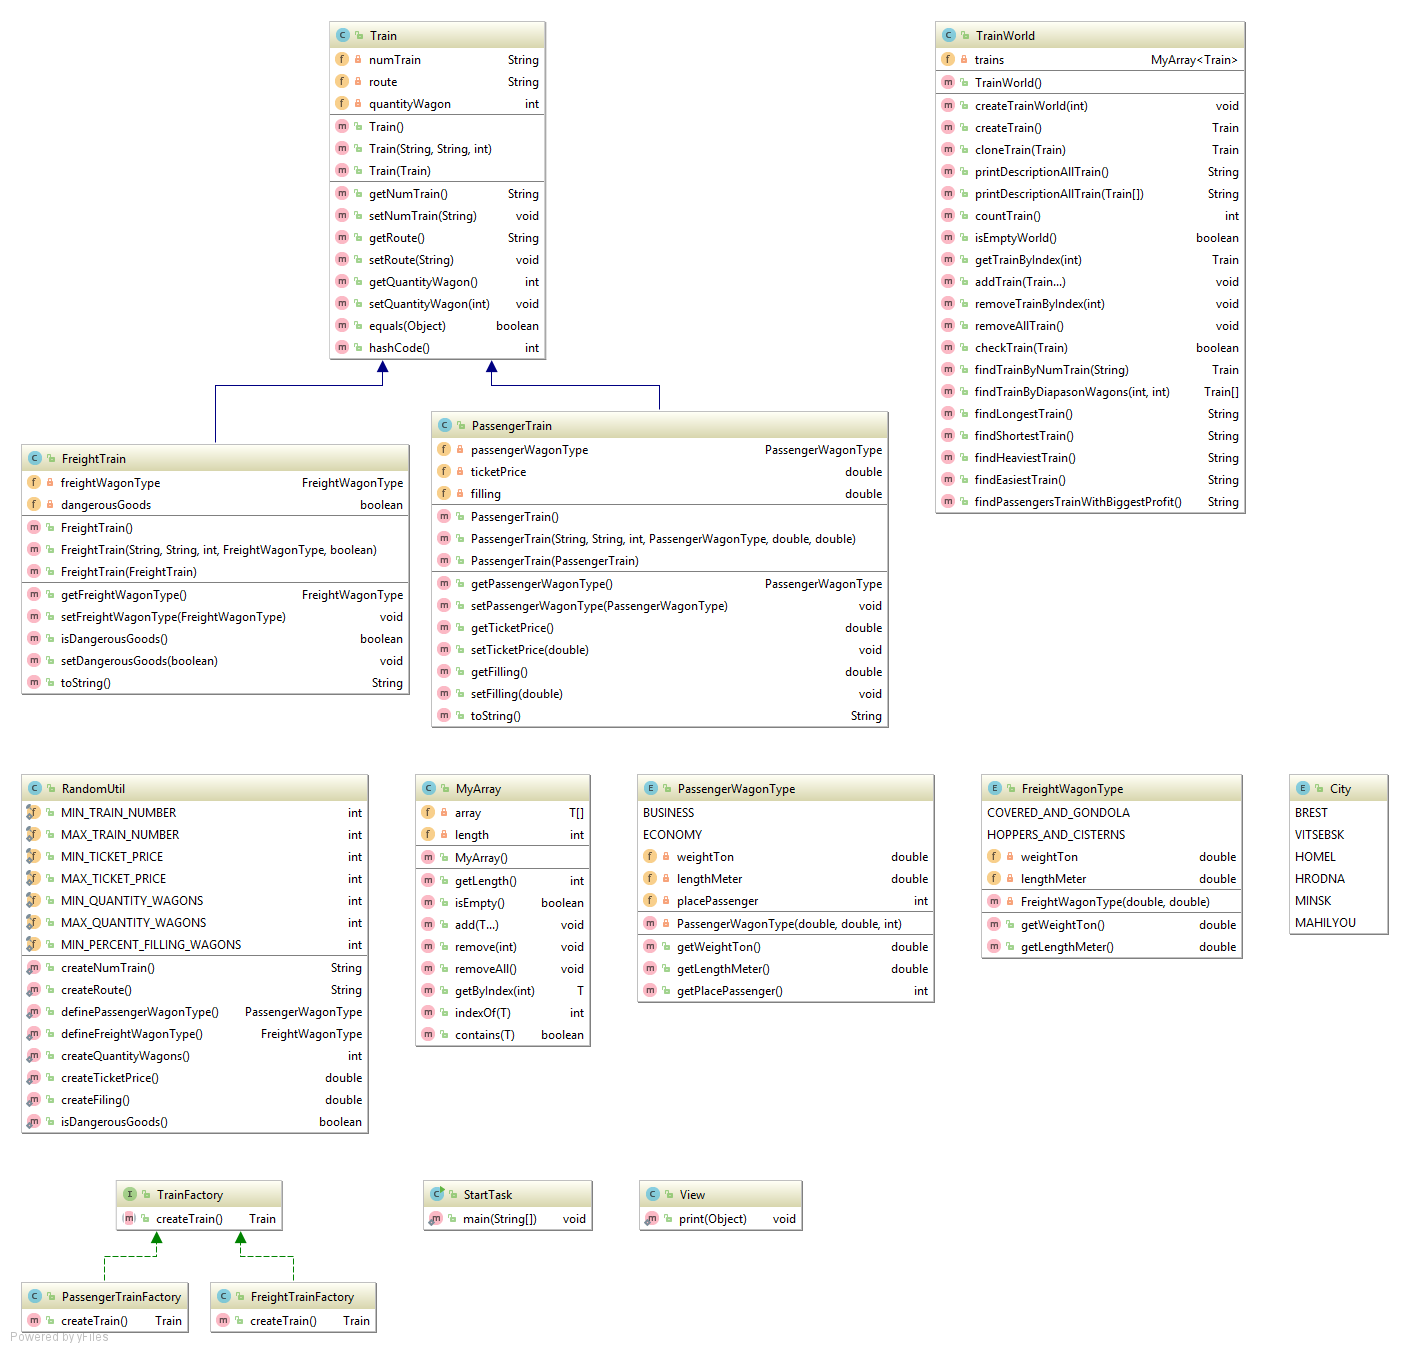 Train
numTrain String
route String
quantityWagon int
Train()
Train(String, String, int)
Train(Train)
getNumTrain() String
setNumTrain(String) void
getRoute() String
setRoute(String) void
getQuantityWagon() int
setQuantityWagon(int) void
equals(Object) boolean
hashCode() int
TrainWorld
trains MyArray<Train>
TrainWorld()
createTrainWorld(int) void
createTrain() Train
cloneTrain(Train) Train
printDescriptionAllTrain() String
printDescriptionAllTrain(Train[]) String
countTrain() int
isEmptyWorld() boolean
getTrainByIndex(int) Train
addTrain(Train...) void
removeTrainByIndex(int) void
removeAllTrain() void
checkTrain(Train) boolean
findTrainByNumTrain(String) Train
findTrainByDiapasonWagons(int, int) Train[]
findLongestTrain() String
findShortestTrain() String
findHeaviestTrain() String
findEasiestTrain() String
findPassengersTrainWithBiggestProfit() String
FreightTrain
freightWagonType FreightWagonType
dangerousGoods boolean
FreightTrain()
FreightTrain(String, String, int, FreightWagonType, boolean)
FreightTrain(FreightTrain)
getFreightWagonType() FreightWagonType
setFreightWagonType(FreightWagonType) void
isDangerousGoods() boolean
setDangerousGoods(boolean) void
toString() String
PassengerTrain
passengerWagonType PassengerWagonType
ticketPrice double
filling double
PassengerTrain()
PassengerTrain(String, String, int, PassengerWagonType, double, double)
PassengerTrain(PassengerTrain)
getPassengerWagonType() PassengerWagonType
setPassengerWagonType(PassengerWagonType) void
getTicketPrice() double
setTicketPrice(double) void
getFilling() double
setFilling(double) void
toString() String
RandomUtil
MIN_TRAIN_NUMBER int
MAX_TRAIN_NUMBER int
MIN_TICKET_PRICE int
MAX_TICKET_PRICE int
MIN_QUANTITY_WAGONS int
MAX_QUANTITY_WAGONS int
MIN_PERCENT_FILLING_WAGONS int
createNumTrain() String
createRoute() String
definePassengerWagonType() PassengerWagonType
defineFreightWagonType() FreightWagonType
createQuantityWagons() int
createTicketPrice() double
createFiling() double
isDangerousGoods() boolean
MyArray
array T[]
length int
MyArray()
getLength() int
isEmpty() boolean
add(T...) void
remove(int) void
removeAll() void
getByIndex(int) T
indexOf(T) int
contains(T) boolean
PassengerWagonType
BUSINESS
ECONOMY
weightTon double
lengthMeter double
placePassenger int
PassengerWagonType(double, double, int)
getWeightTon() double
getLengthMeter() double
getPlacePassenger() int
FreightWagonType
COVERED_AND_GONDOLA
HOPPERS_AND_CISTERNS
weightTon double
lengthMeter double
FreightWagonType(double, double)
getWeightTon() double
getLengthMeter() double
City
BREST
VITSEBSK
HOMEL
HRODNA
MINSK
MAHILYOU
TrainFactory
createTrain() Train
StartTask
main(String[]) void
View
print(Object) void
PassengerTrainFactory
createTrain() Train
FreightTrainFactory
createTrain() Train
Powered by yFiles